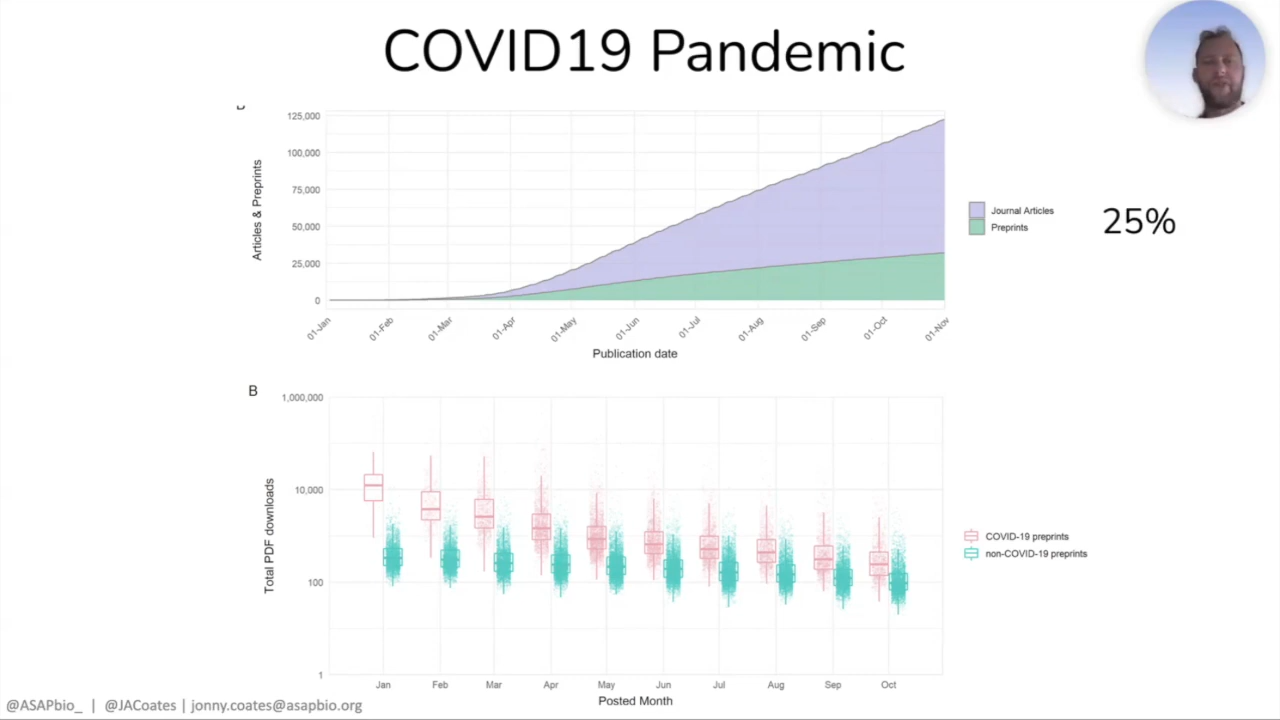 COVID19 Pandemic
125,000
100,000
75,000
50,000
25,000
0
Articles & Preprints
01-Jan
01-Feb
01-Mar
01-Apr
01-May
01-Jun
01-Jul
01-Aug
01-Sep
01-Oct
01-Nov
Publication date
Journal Articles
Preprints
25%
B
1,000,000
10,000
100
1
Total PDF downloads
Jan Feb Mar Apr May Jun Jul Aug Sep Oct
Posted Month
COVID-19 preprints
non-COVID-19 preprints
@ASAPbio_ | @JACoates | jonny.coates@asapbio.org